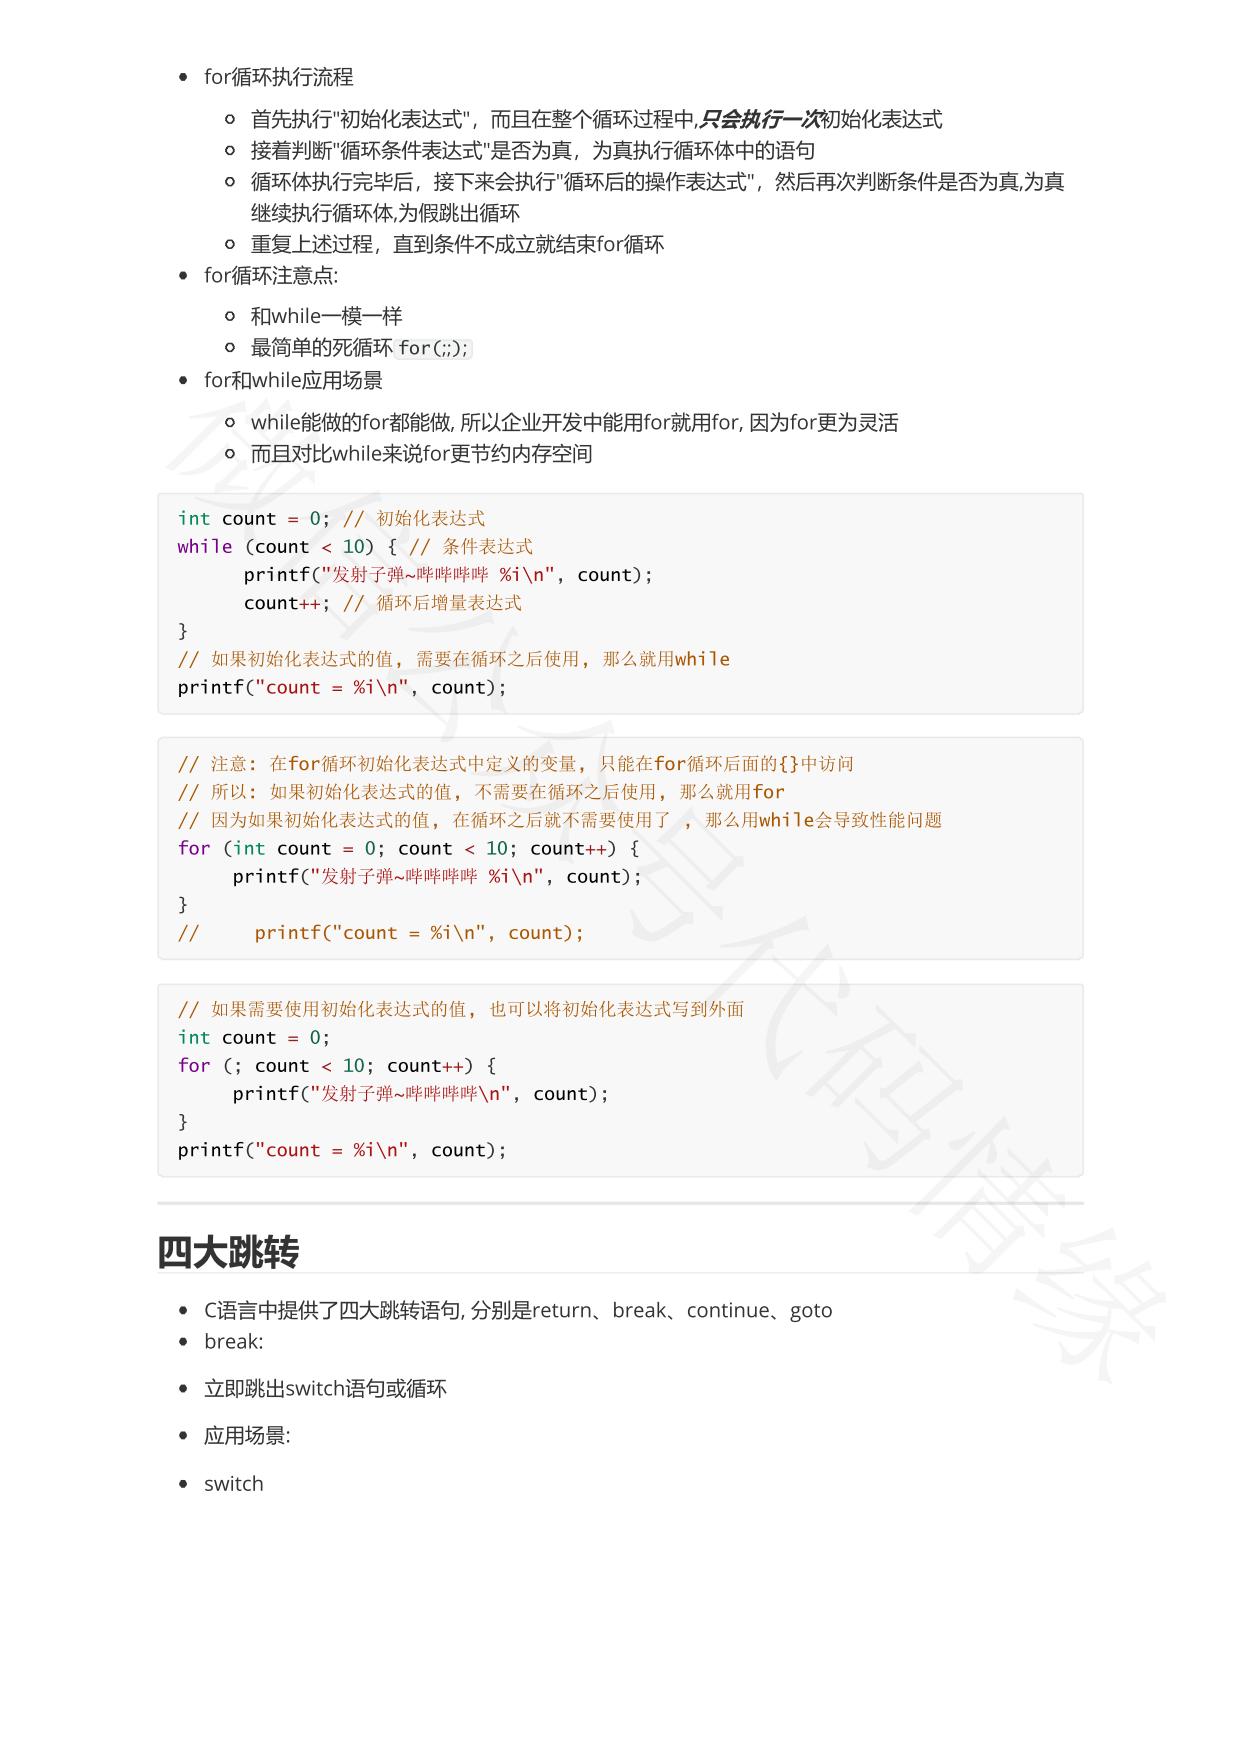 for循环执行流程
首先执行"初始化表达式"，而且在整个循环过程中,只会执行一次初始化表达式
接着判断"循环条件表达式"是否为真，为真执行循环体中的语句
循环体执行完毕后，接下来会执行"循环后的操作表达式"，然后再次判断条件是否为真,为真
继续执行循环体,为假跳出循环
重复上述过程，直到条件不成立就结束for循环
for循环注意点:
和while一模一样
最简单的死循环for(;;);
for和while应用场景
while能做的for都能做, 所以企业开发中能用for就用for, 因为for更为灵活
而且对比while来说for更节约内存空间
int count = 0; // 初始化表达式
while (count < 10) { // 条件表达式
      printf("发射子弹~哔哔哔哔 %i\n", count);
      count++; // 循环后增量表达式
}
// 如果初始化表达式的值, 需要在循环之后使用, 那么就用while
printf("count = %i\n", count);
// 注意: 在for循环初始化表达式中定义的变量, 只能在for循环后面的{}中访问
// 所以: 如果初始化表达式的值, 不需要在循环之后使用, 那么就用for
// 因为如果初始化表达式的值, 在循环之后就不需要使用了 , 那么用while会导致性能问题
for (int count = 0; count < 10; count++) {
     printf("发射子弹~哔哔哔哔 %i\n", count);
}
//     printf("count = %i\n", count);
// 如果需要使用初始化表达式的值, 也可以将初始化表达式写到外面
int count = 0;
for (; count < 10; count++) {
     printf("发射子弹~哔哔哔哔\n", count);
}
printf("count = %i\n", count);
四大跳转
C语言中提供了四大跳转语句, 分别是return、break、continue、goto
break:
立即跳出switch语句或循环
应用场景:
switch
微信公众号代码情缘